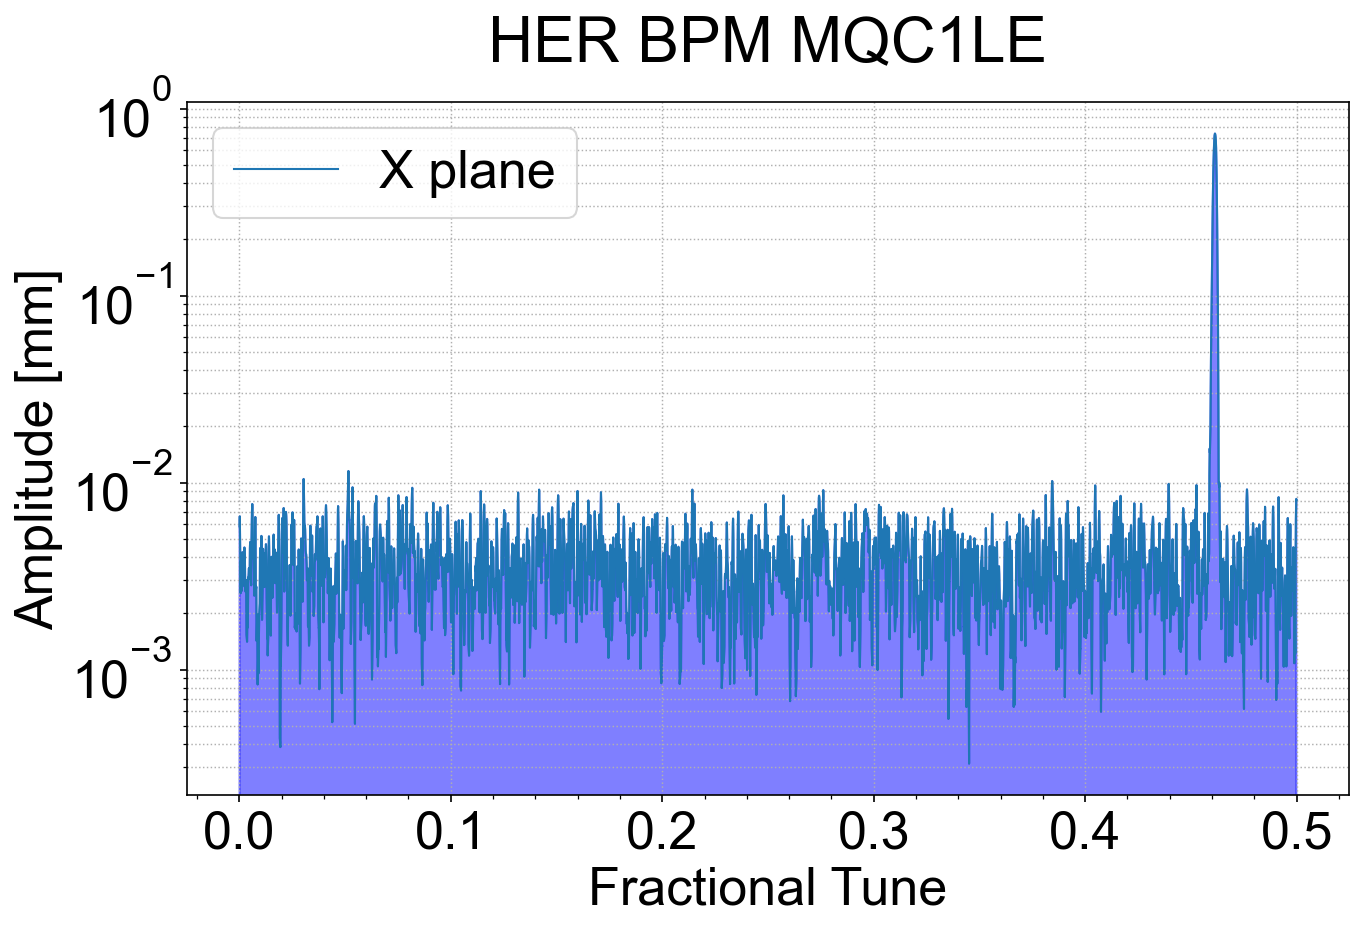 HER BPM MQC1LE
X plane
Amplitude [mm]
10^0
10^−1
10^−2
10^−3
0.0 0.1 0.2 0.3 0.4 0.5
Fractional Tune